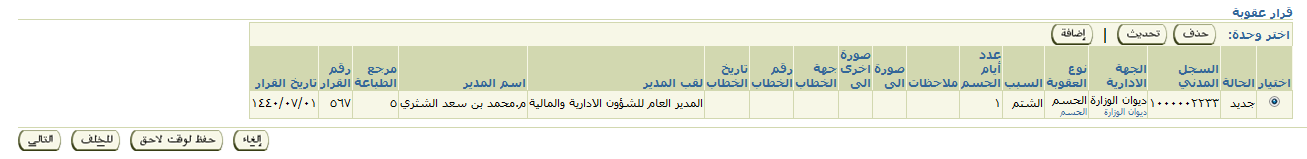 قرار عقوبة
اختر وحدة: حذف تحديث | إضافة
اختيار الحالة السجل المدني الجهة الادارية نوع العقوبة السبب عدد أيام الحسم ملاحظات صورة الى صورة اخرى الى جهة الخطاب رقم الخطاب تاريخ الخطاب لقب المدير اسم المدير مرجع الطباعة رقم القرار تاريخ القرار
جديد ١٠٠٠٠٠٢٢٣٣ ديوان الوزارة الحسم الشتم ١ المدير العام للشؤون الادارية والمالية م.محمد بن سعد الشثري ٥ ٥٦٧ ١٤٤٠/٠٧/٠١
ديوان الوزارة الحسم
إلغاء حفظ لوقت لاحق للخلف التالي